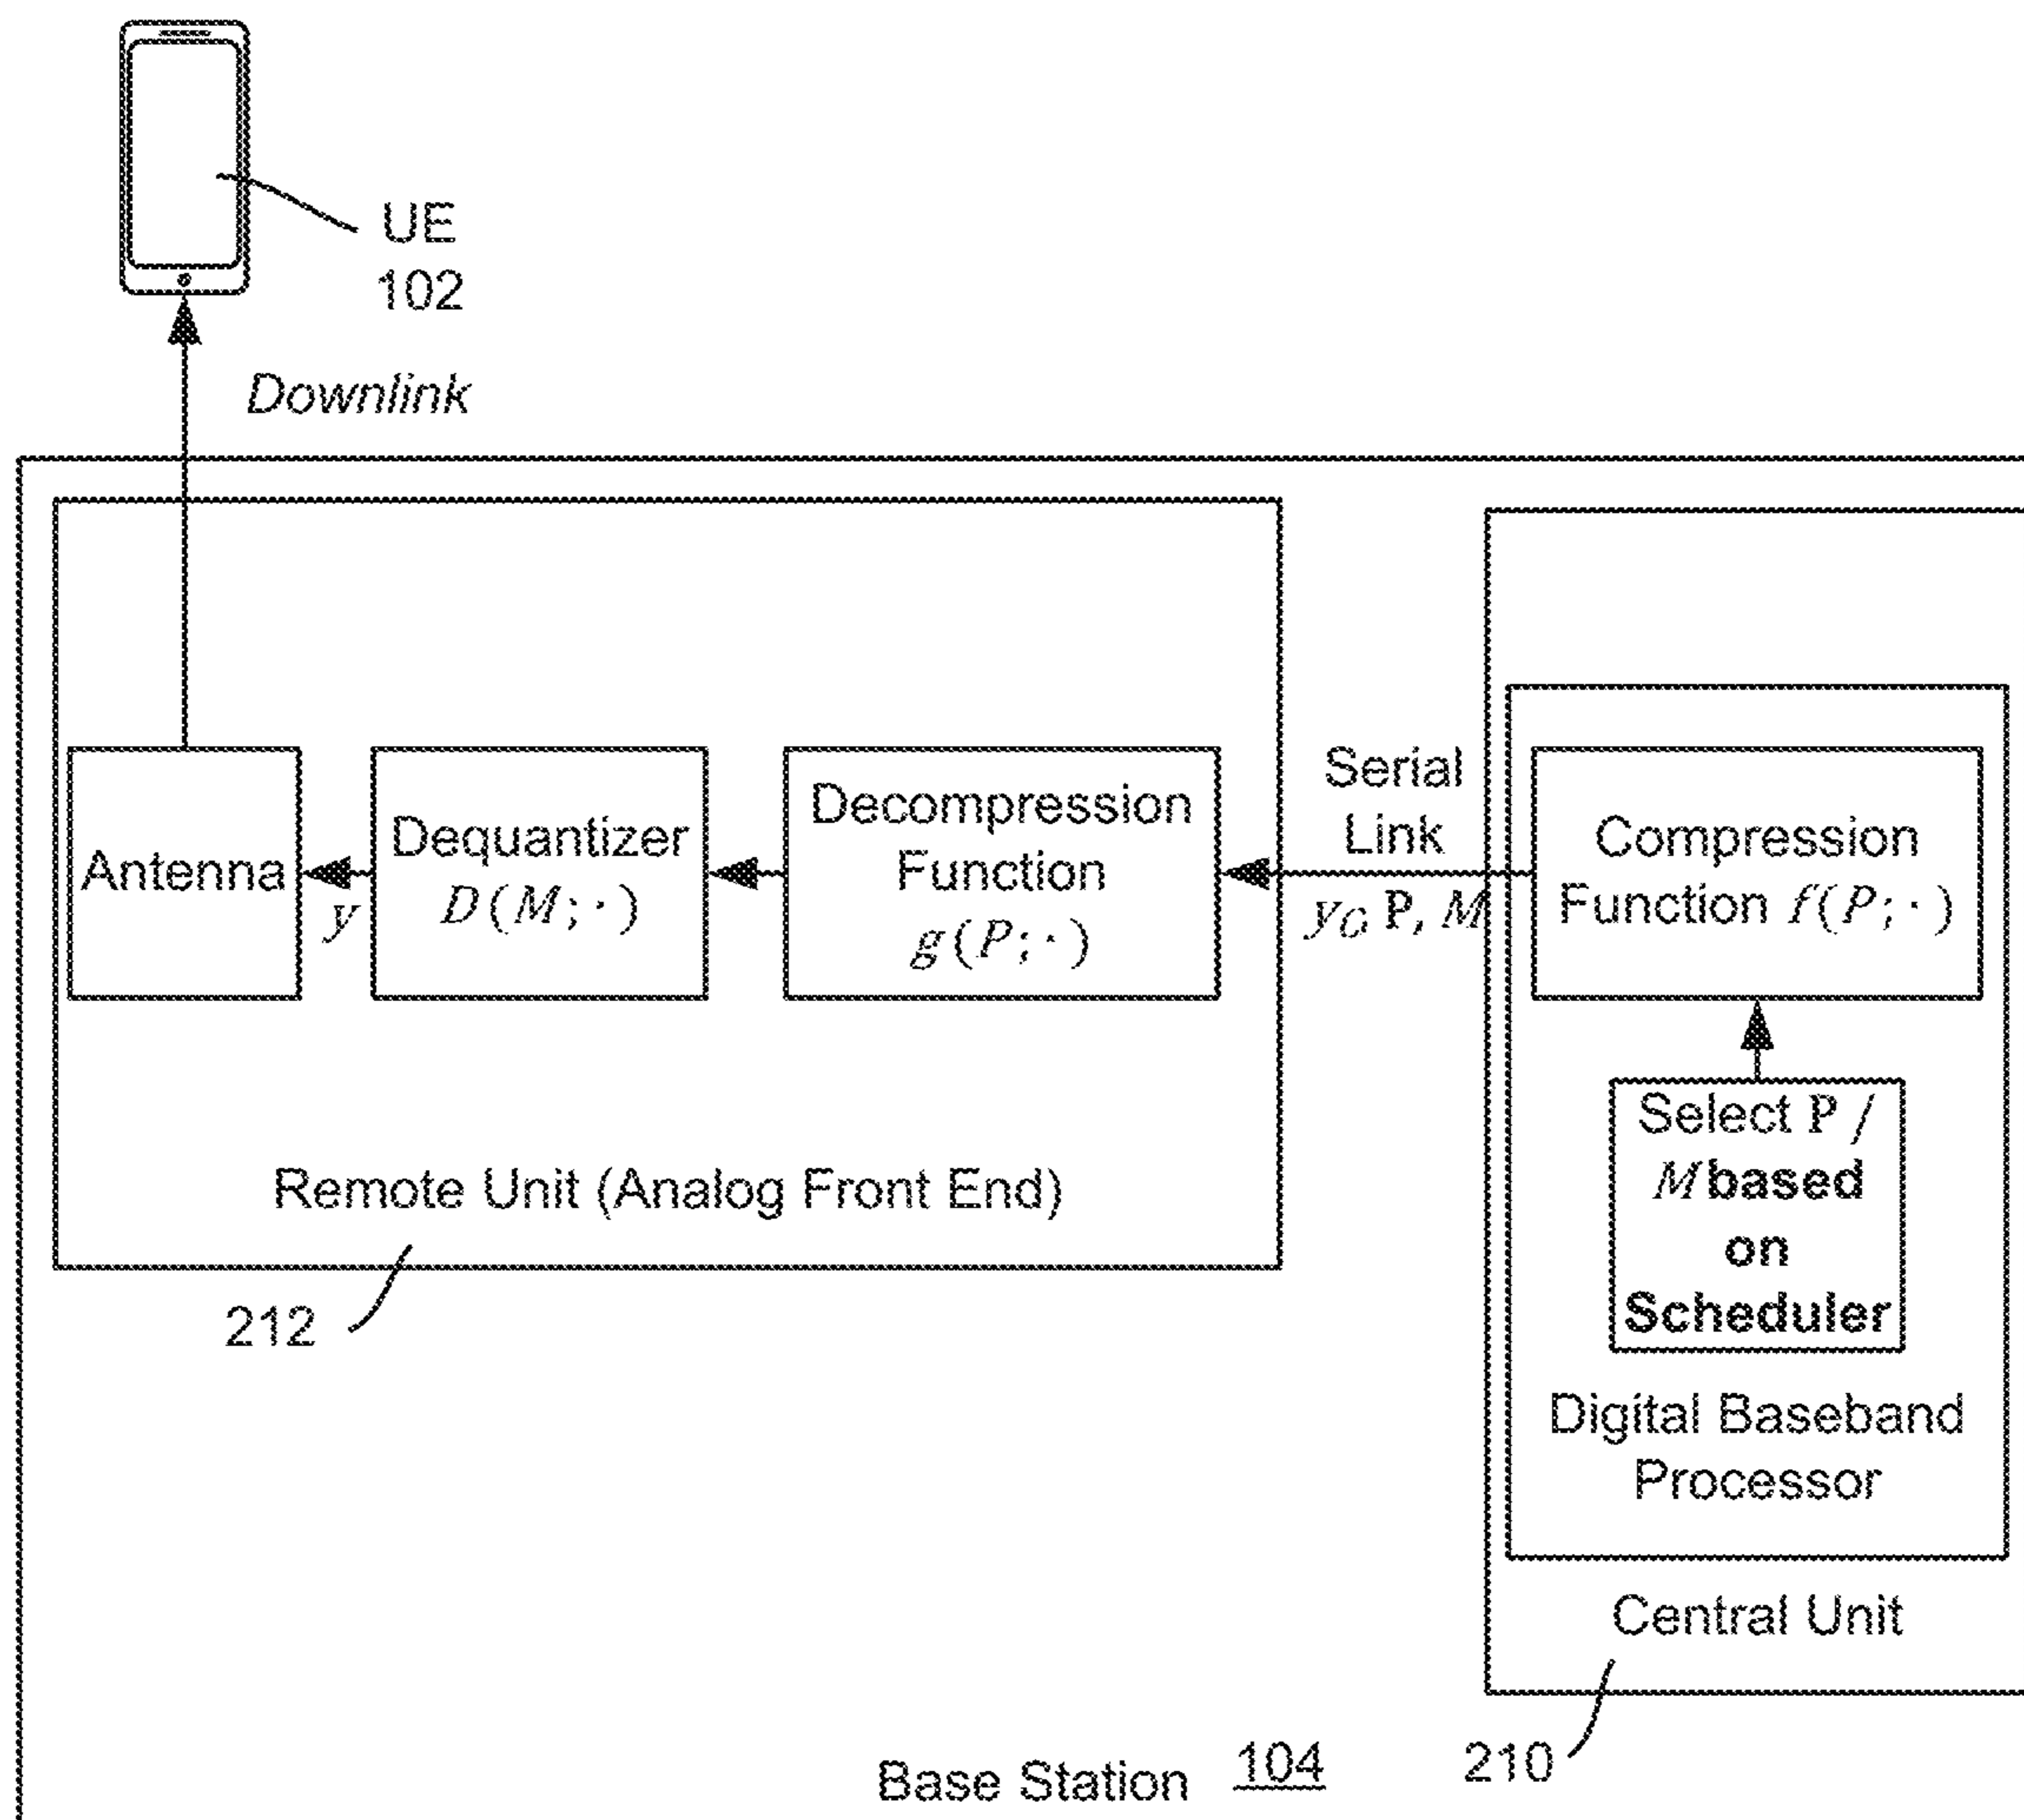 UE
102
Downlink
Antenna
y
Dequantizer
D(M;·)
Decompression
Function
g(P;·)
Serial
Link
y_C, P, M
Compression
Function f(P;·)
Select P /
M based
on
Scheduler
Digital Baseband
Processor
Central Unit
Remote Unit (Analog Front End)
212
210
Base Station 104